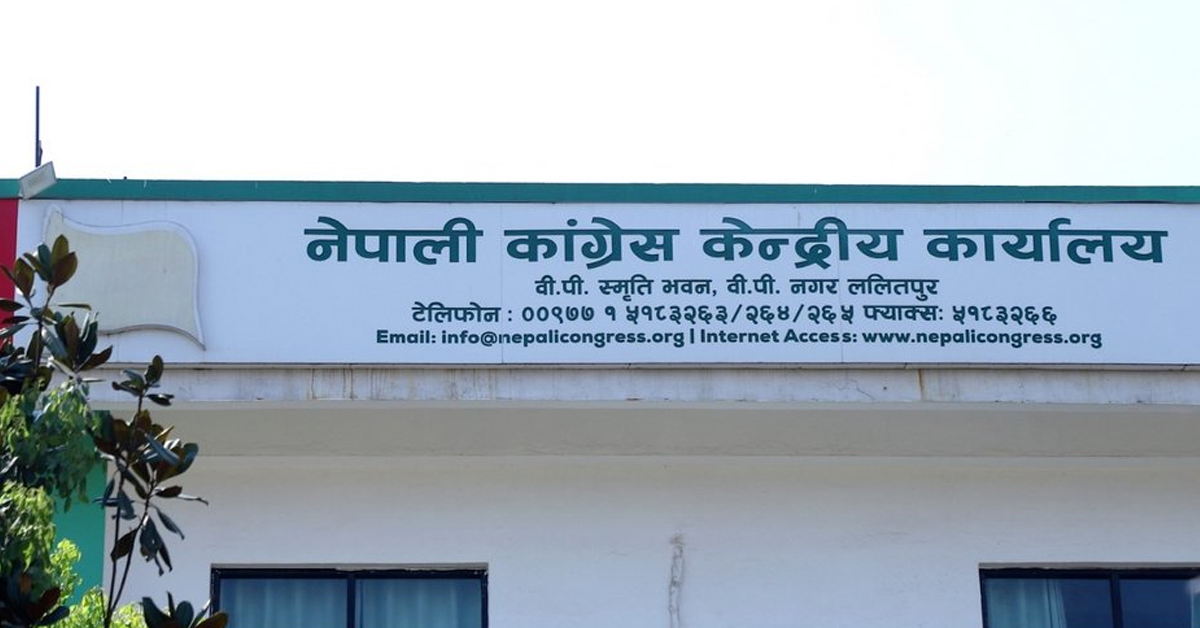 नेपाली कांग्रेस केन्द्रीय कार्यालय
वी.पी. स्मृति भवन, वी.पी. नगर ललितपुर
टेलिफोन : ००९७७ १ ५१८३२६३/२६४/२६५ फ्याक्स: ५१८३२६६
Email: info@nepalicongress.org | Internet Access: www.nepalicongress.org